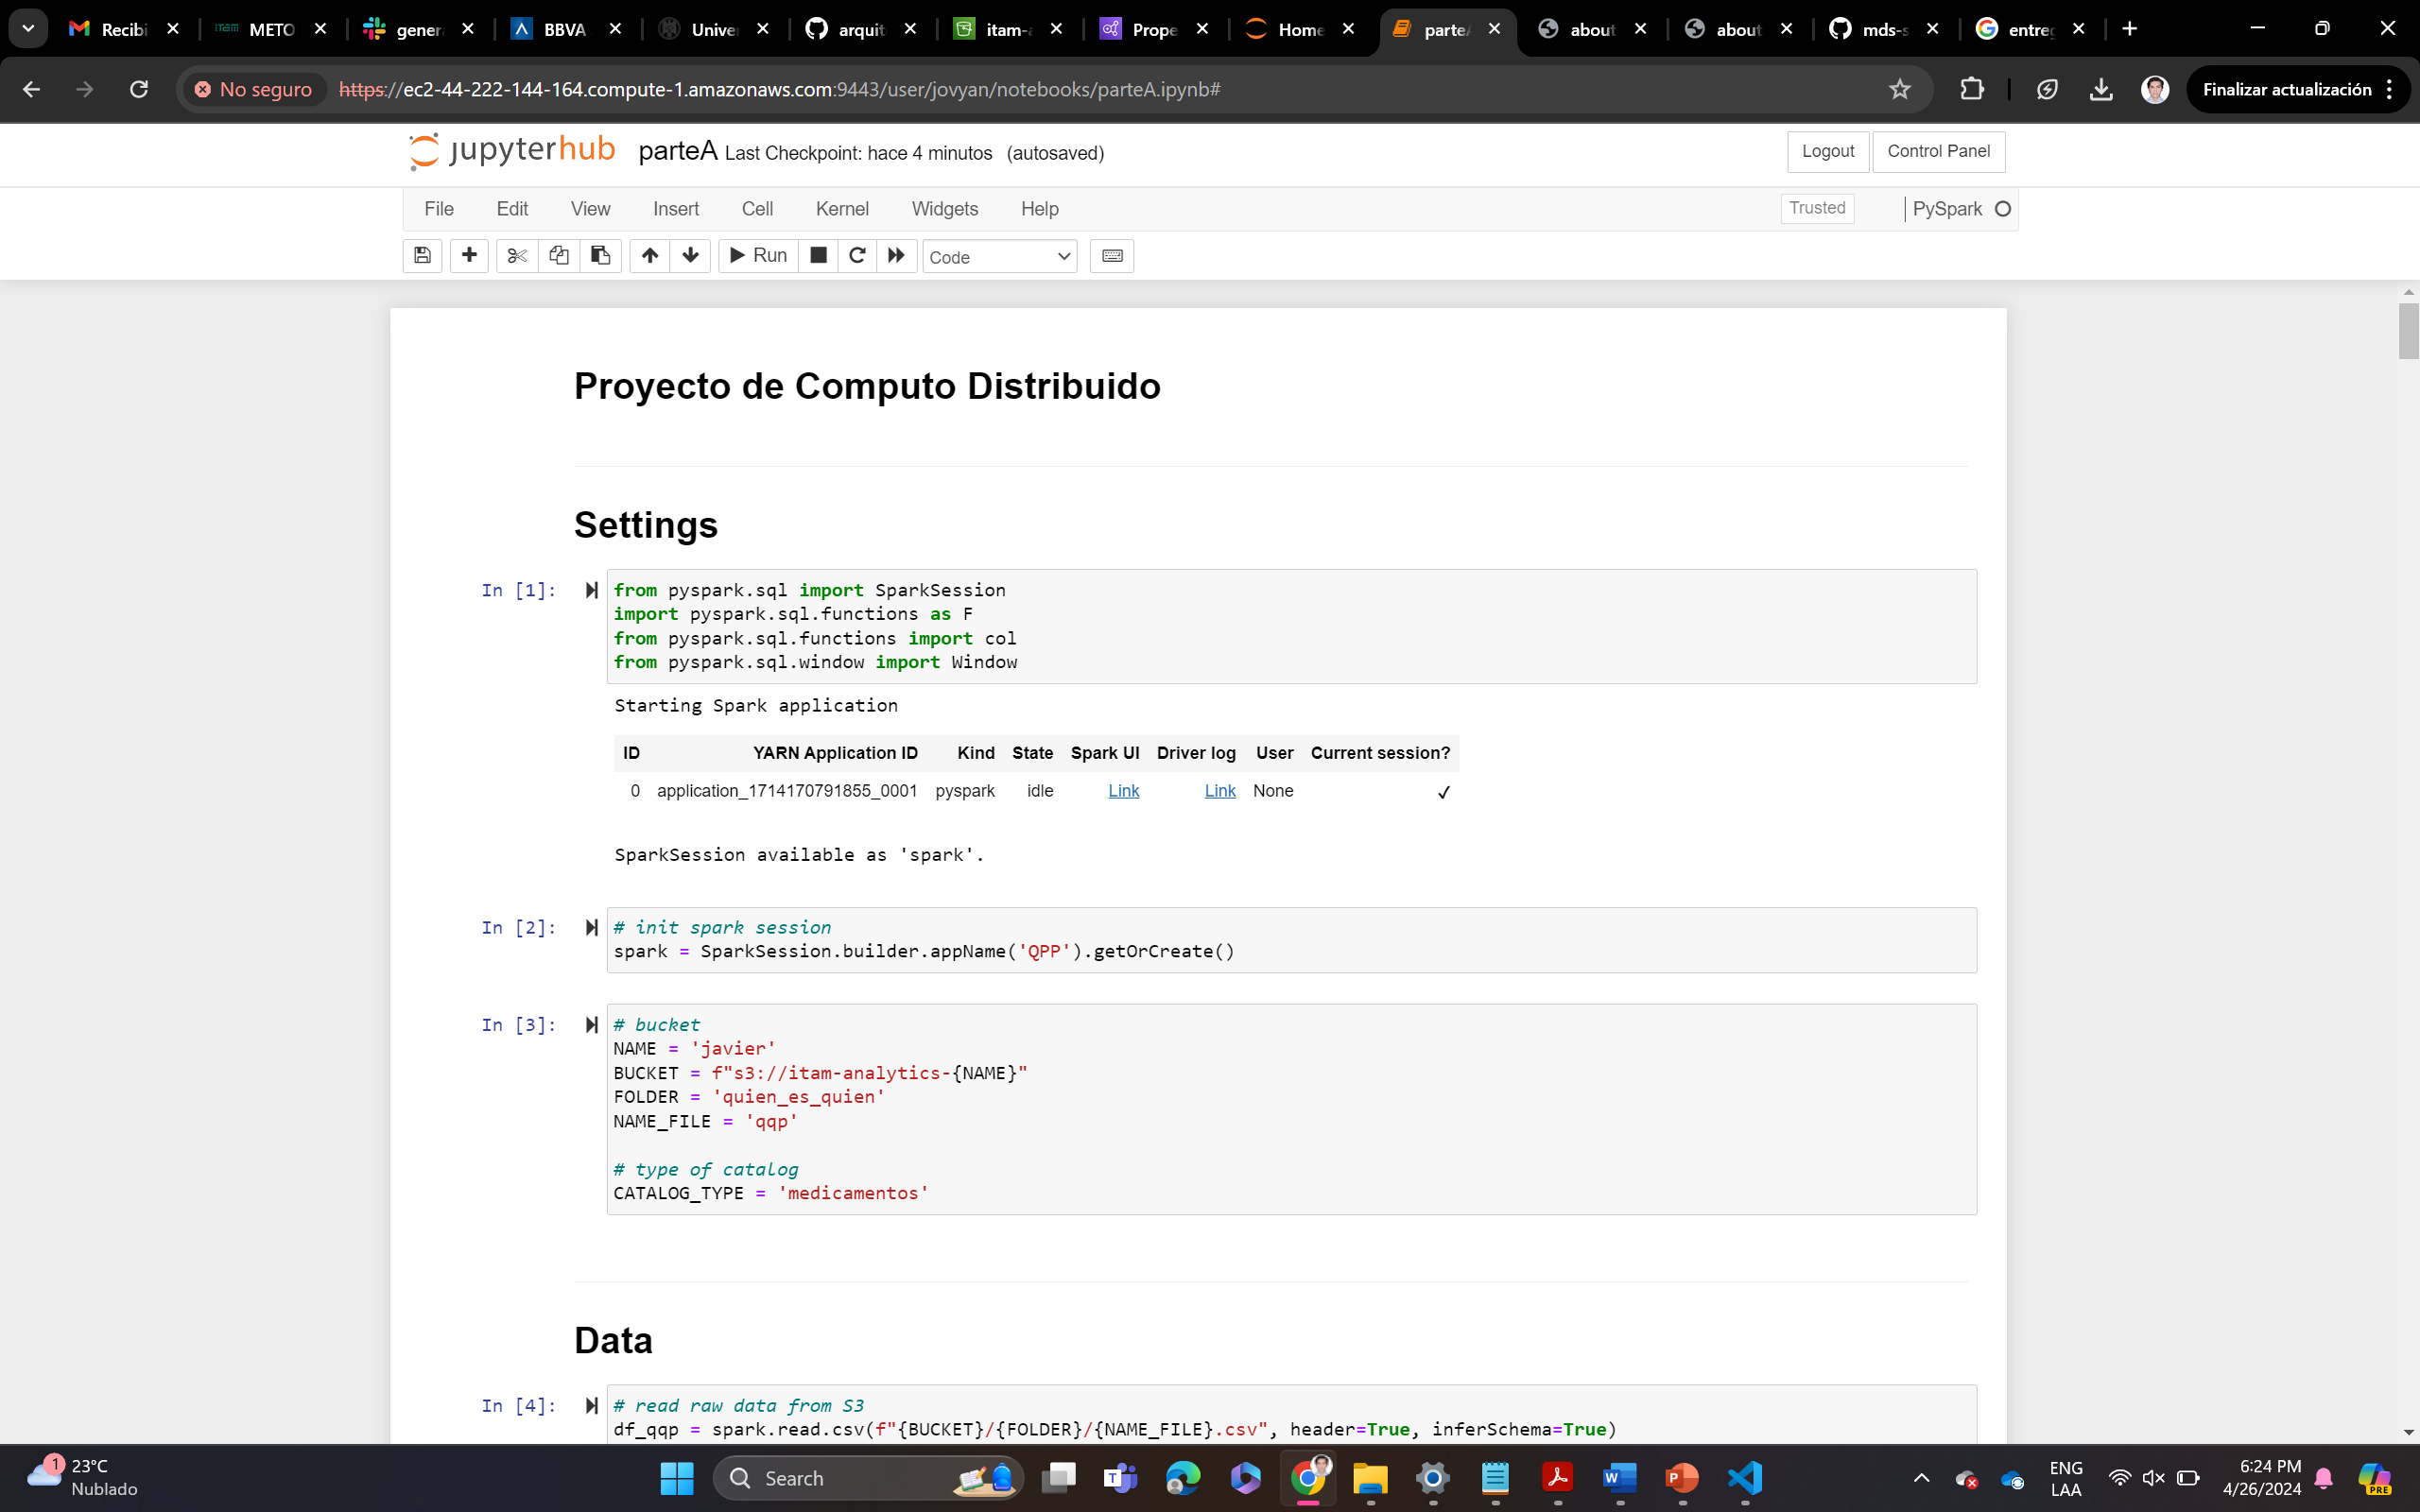 Recibi
METO
gener
BBVA
Univer
arquit
itam-a
Prope
Home
parteA
about
about
mds-s
entreg
No seguro
https://ec2-44-222-144-164.compute-1.amazonaws.com:9443/user/jovyan/notebooks/parteA.ipynb#
Finalizar actualización
jupyterhub parteA Last Checkpoint: hace 4 minutos (autosaved)
Logout Control Panel
File Edit View Insert Cell Kernel Widgets Help
Trusted PySpark
Run Code
Proyecto de Computo Distribuido
Settings
In [1]:
from pyspark.sql import SparkSession
import pyspark.sql.functions as F
from pyspark.sql.functions import col
from pyspark.sql.window import Window
Starting Spark application
ID YARN Application ID Kind State Spark UI Driver log User Current session?
0 application_1714170791855_0001 pyspark idle Link Link None ✓
SparkSession available as 'spark'.
In [2]:
# init spark session
spark = SparkSession.builder.appName('QPP').getOrCreate()
In [3]:
# bucket
NAME = 'javier'
BUCKET = f"s3://itam-analytics-{NAME}"
FOLDER = 'quien_es_quien'
NAME_FILE = 'qqp'
# type of catalog
CATALOG_TYPE = 'medicamentos'
Data
In [4]:
# read raw data from S3
df_qqp = spark.read.csv(f"{BUCKET}/{FOLDER}/{NAME_FILE}.csv", header=True, inferSchema=True)
1
23°C
Nublado
Search
ENG
LAA
6:24 PM
4/26/2024
PRE